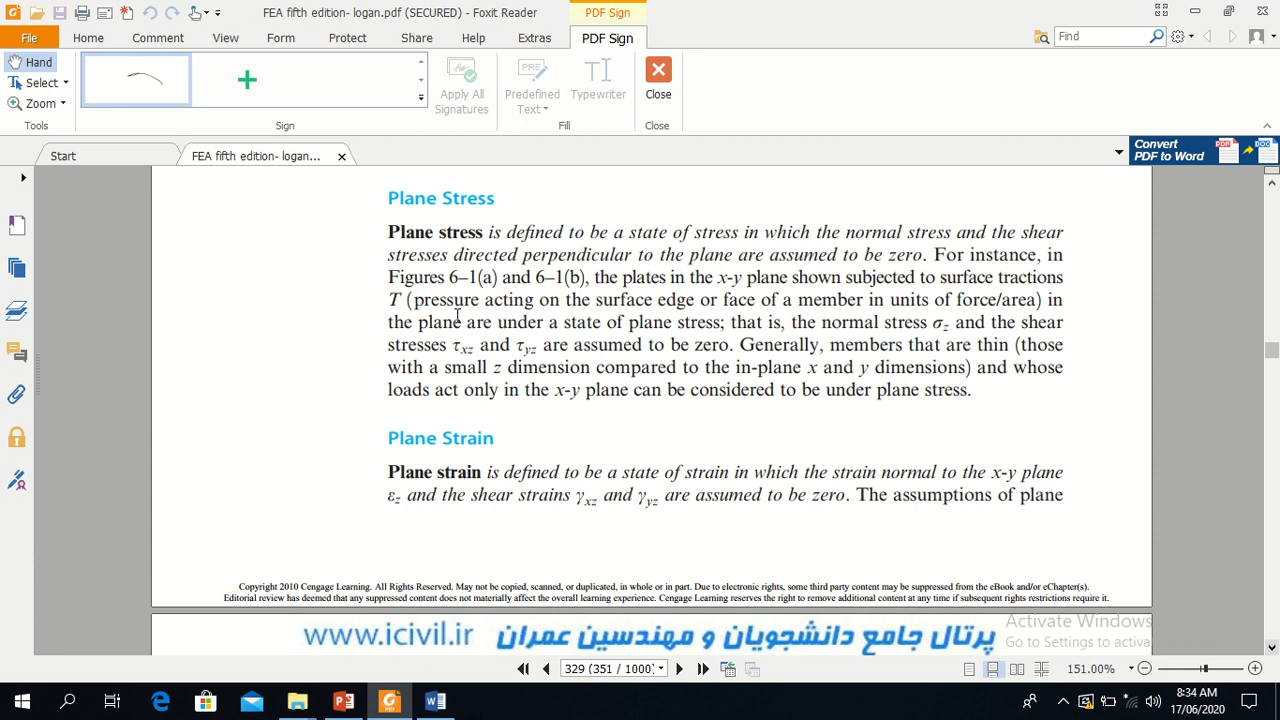 FEA fifth edition- logan.pdf (SECURED) - Foxit Reader
PDF Sign
File
Home
Comment
View
Form
Protect
Share
Help
Extras
PDF Sign
Find
Hand
Select
Zoom
Tools
Sign
Apply All
Signatures
Predefined
Text
Typewriter
Fill
Close
Close
Start
FEA fifth edition- logan...
Convert
PDF to Word
Plane Stress
Plane stress is defined to be a state of stress in which the normal stress and the shear
stresses directed perpendicular to the plane are assumed to be zero. For instance, in
Figures 6–1(a) and 6–1(b), the plates in the x-y plane shown subjected to surface tractions
T (pressure acting on the surface edge or face of a member in units of force/area) in
the plane are under a state of plane stress; that is, the normal stress σz and the shear
stresses τxz and τyz are assumed to be zero. Generally, members that are thin (those
with a small z dimension compared to the in-plane x and y dimensions) and whose
loads act only in the x-y plane can be considered to be under plane stress.
Plane Strain
Plane strain is defined to be a state of strain in which the strain normal to the x-y plane
εz and the shear strains γxz and γyz are assumed to be zero. The assumptions of plane
Copyright 2010 Cengage Learning. All Rights Reserved. May not be copied, scanned, or duplicated, in whole or in part. Due to electronic rights, some third party content may be suppressed from the eBook and/or eChapter(s).
Editorial review has deemed that any suppressed content does not materially affect the overall learning experience. Cengage Learning reserves the right to remove additional content at any time if subsequent rights restrictions require it.
www.icivil.ir پرتال جامع دانشجویان و مهندسین عمران
Activate Windows
Go to Settings to activa
329 (351 / 1000)
151.00%
8:34 AM
17/06/2020